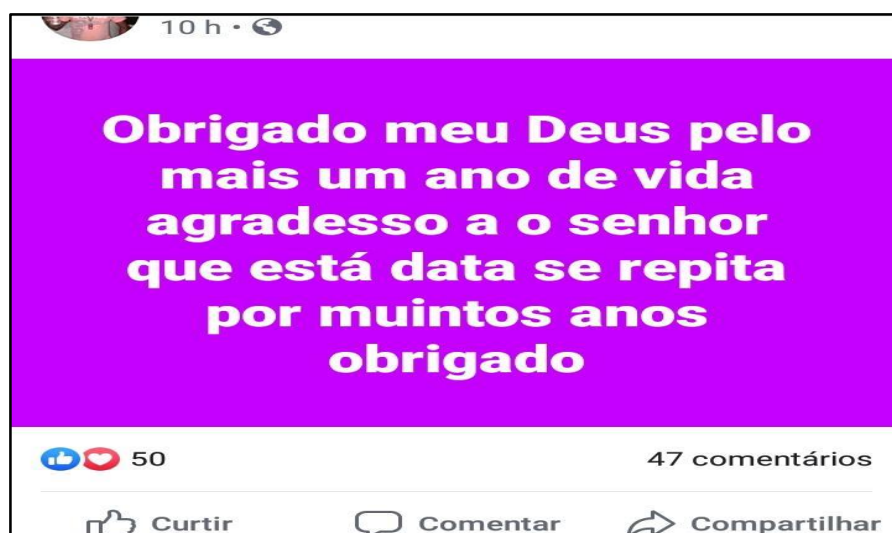 10 h ·
Obrigado meu Deus pelo
mais um ano de vida
agradesso a o senhor
que está data se repita
por muintos anos
obrigado
50 47 comentários
Curtir Comentar Compartilhar